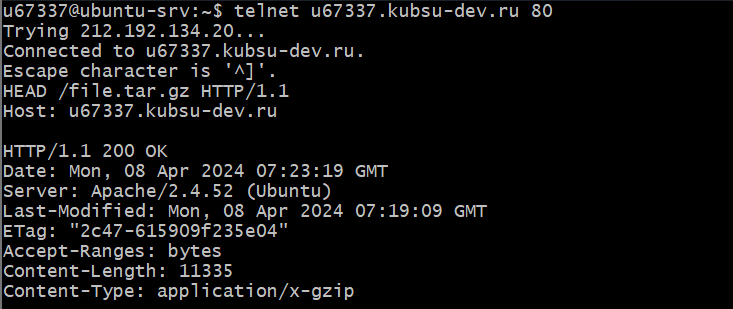 u67337@ubuntu-srv:~$ telnet u67337.kubsu-dev.ru 80
Trying 212.192.134.20...
Connected to u67337.kubsu-dev.ru.
Escape character is '^]'.
HEAD /file.tar.gz HTTP/1.1
Host: u67337.kubsu-dev.ru

HTTP/1.1 200 OK
Date: Mon, 08 Apr 2024 07:23:19 GMT
Server: Apache/2.4.52 (Ubuntu)
Last-Modified: Mon, 08 Apr 2024 07:19:09 GMT
ETag: "2c47-615909f235e04"
Accept-Ranges: bytes
Content-Length: 11335
Content-Type: application/x-gzip